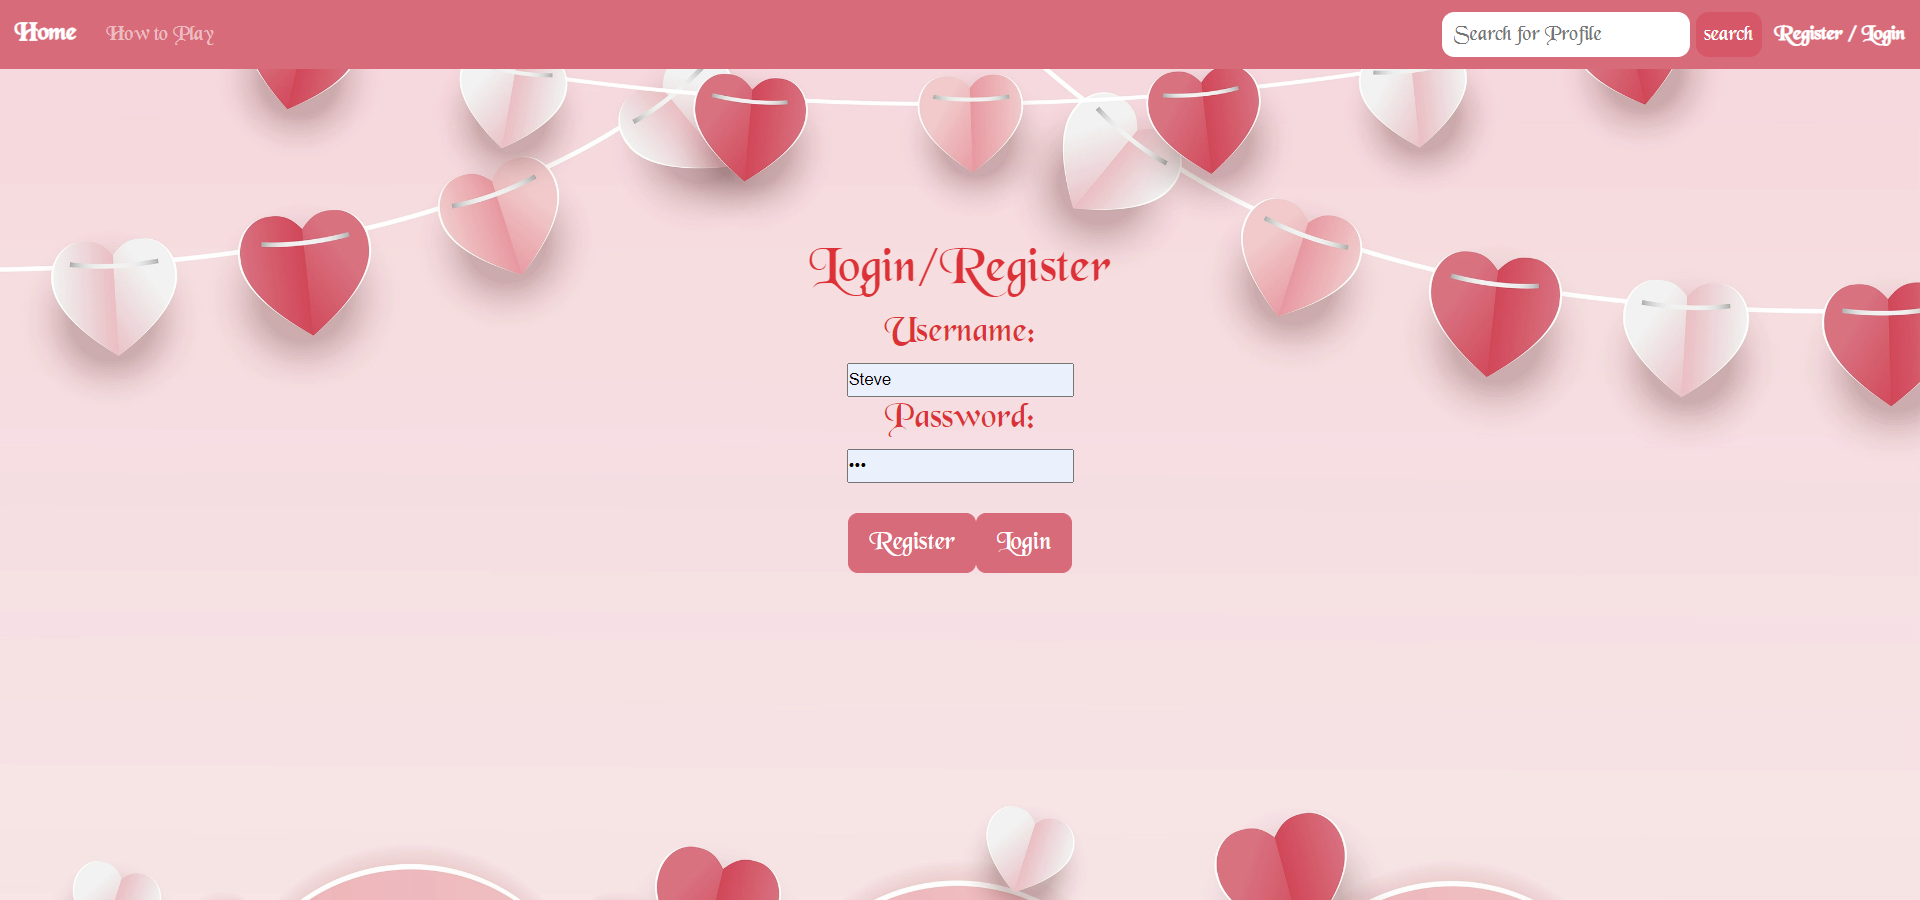 Home How to Play Search for Profile search Register / Login
Login/Register
Username:
Steve
Password:
•••
Register Login